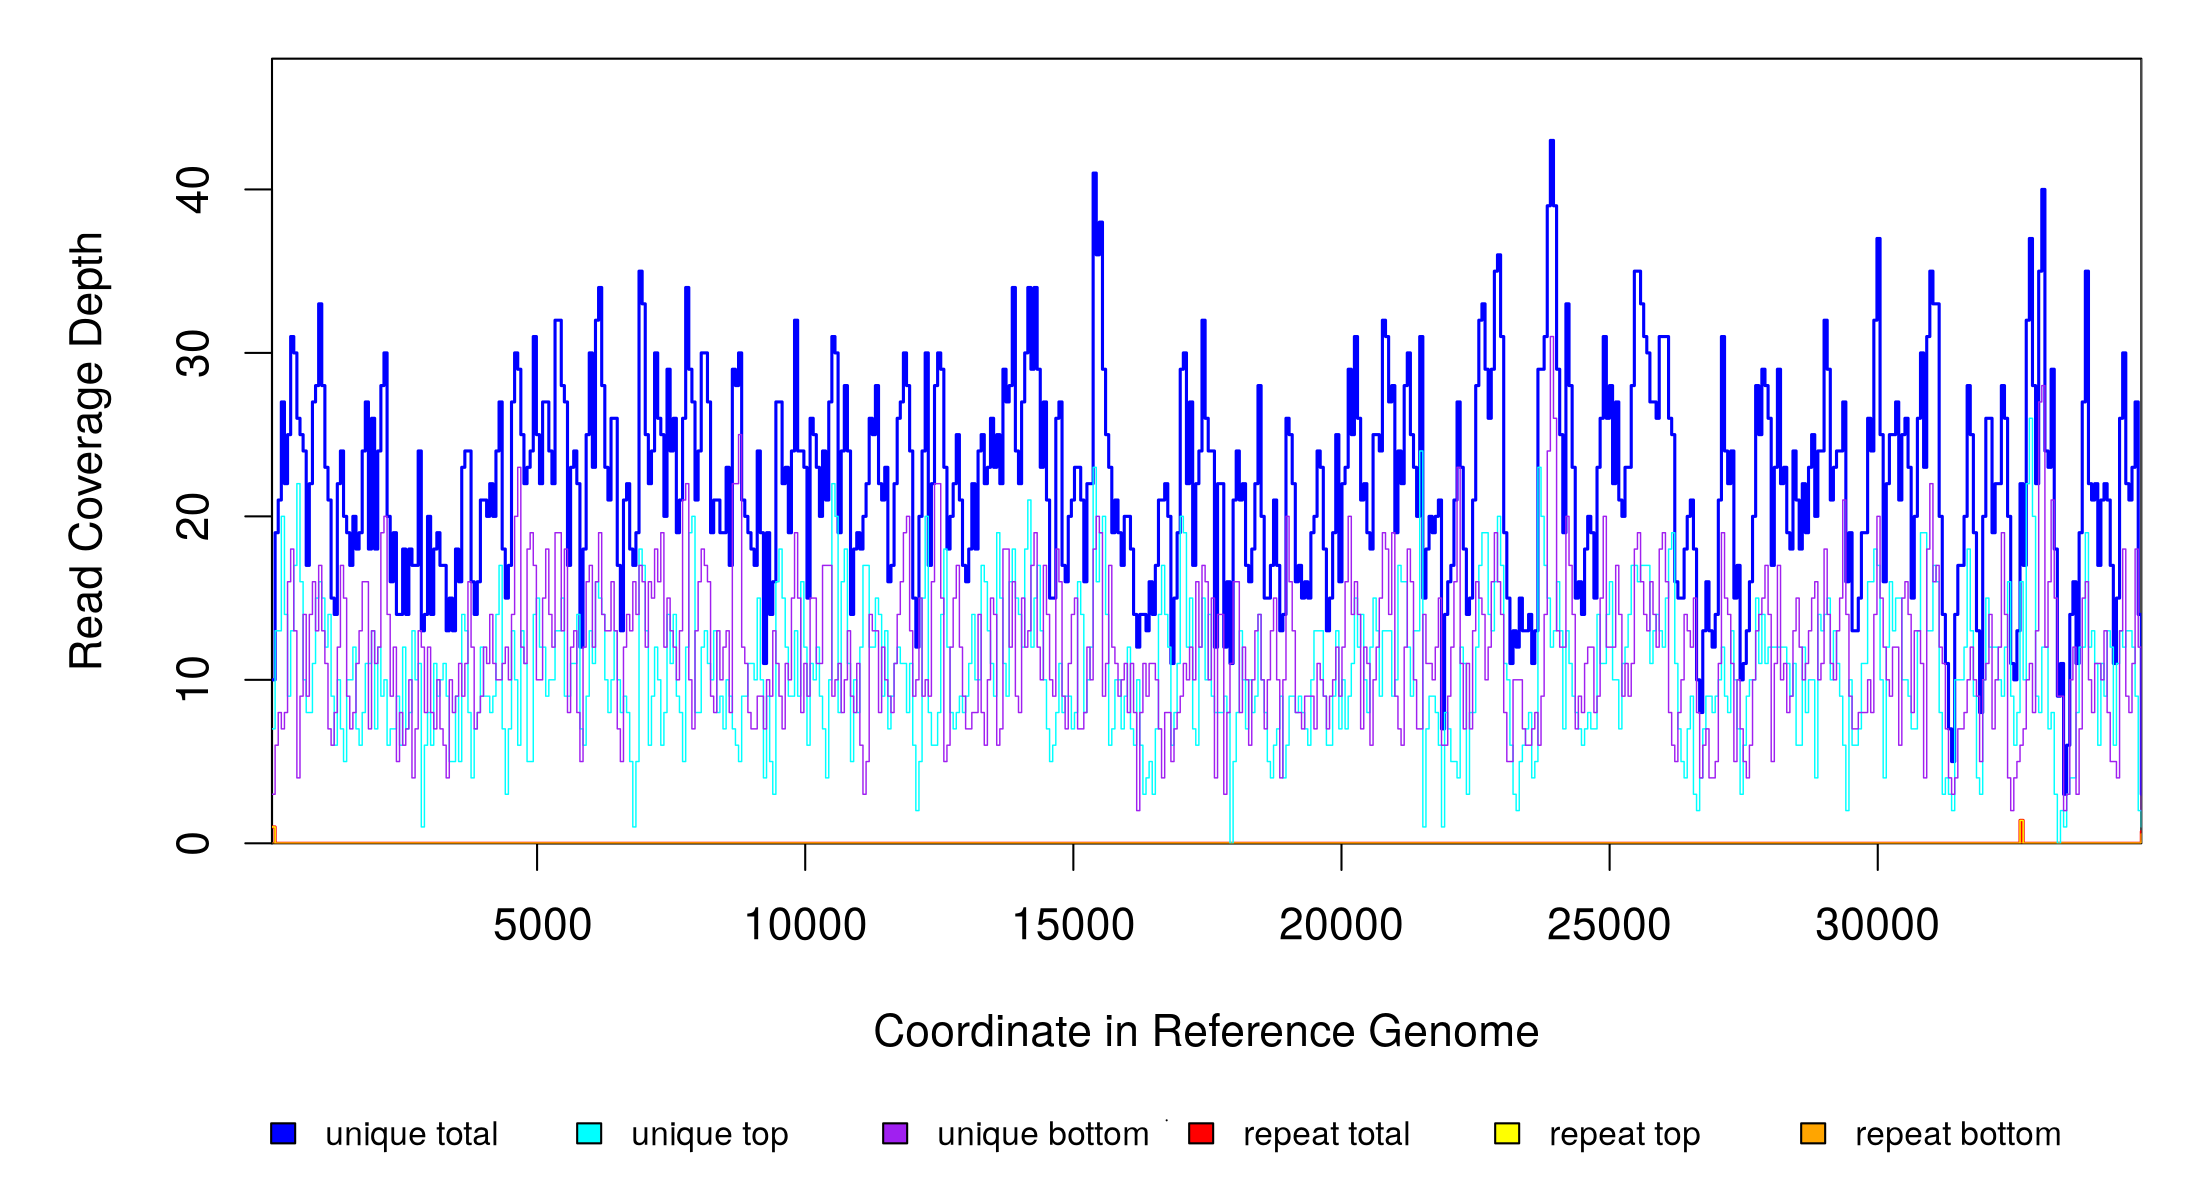 Read Coverage Depth
40
30
20
10
0
5000 10000 15000 20000 25000 30000
Coordinate in Reference Genome
unique total unique top unique bottom repeat total repeat top repeat bottom